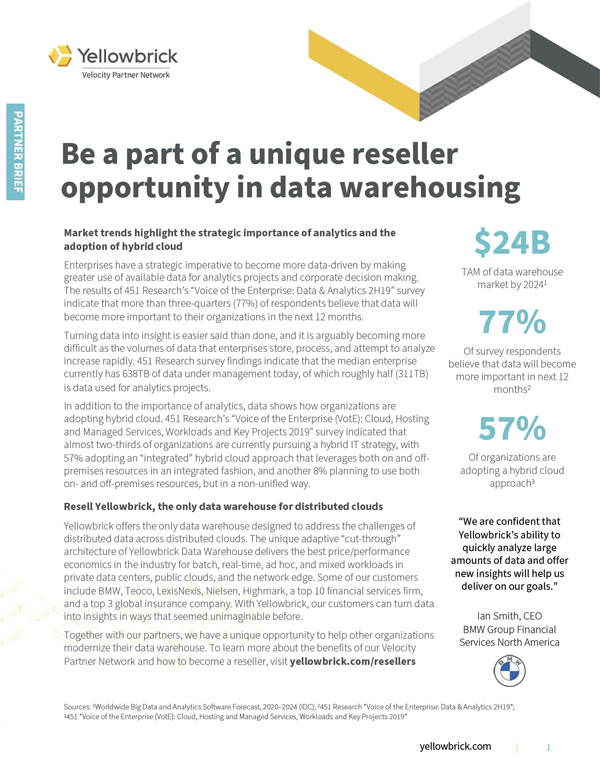 Yellowbrick
Velocity Partner Network
PARTNER BRIEF
Be a part of a unique reseller
opportunity in data warehousing
Market trends highlight the strategic importance of analytics and the
adoption of hybrid cloud
Enterprises have a strategic imperative to become more data-driven by making
greater use of available data for analytics projects and corporate decision making.
The results of 451 Research's "Voice of the Enterprise: Data & Analytics 2H19" survey
indicate that more than three-quarters (77%) of respondents believe that data will
become more important to their organizations in the next 12 months.
Turning data into insight is easier said than done, and it is arguably becoming more
difficult as the volumes of data that enterprises store, process, and attempt to analyze
increase rapidly. 451 Research survey findings indicate that the median enterprise
currently has 638TB of data under management today, of which roughly half (311TB)
is data used for analytics projects.
In addition to the importance of analytics, data shows how organizations are
adopting hybrid cloud. 451 Research's "Voice of the Enterprise (VotE): Cloud, Hosting
and Managed Services, Workloads and Key Projects 2019" survey indicated that
almost two-thirds of organizations are currently pursuing a hybrid IT strategy, with
57% adopting an "integrated" hybrid cloud approach that leverages both on and off-
premises resources in an integrated fashion, and another 8% planning to use both
on- and off-premises resources, but in a non-unified way.
Resell Yellowbrick, the only data warehouse for distributed clouds
Yellowbrick offers the only data warehouse designed to address the challenges of
distributed data across distributed clouds. The unique adaptive "cut-through"
architecture of Yellowbrick Data Warehouse delivers the best price/performance
economics in the industry for batch, real-time, ad hoc, and mixed workloads in
private data centers, public clouds, and the network edge. Some of our customers
include BMW, Teoco, LexisNexis, Nielsen, Highmark, a top 10 financial services firm,
and a top 3 global insurance company. With Yellowbrick, our customers can turn data
into insights in ways that seemed unimaginable before.
Together with our partners, we have a unique opportunity to help other organizations
modernize their data warehouse. To learn more about the benefits of our Velocity
Partner Network and how to become a reseller, visit yellowbrick.com/resellers
$24B
TAM of data warehouse
market by 2024¹
77%
Of survey respondents
believe that data will become
more important in next 12
months²
57%
Of organizations are
adopting a hybrid cloud
approach³
"We are confident that
Yellowbrick's ability to
quickly analyze large
amounts of data and offer
new insights will help us
deliver on our goals."
Ian Smith, CEO
BMW Group Financial
Services North America
BMW
Sources: ¹Worldwide Big Data and Analytics Software Forecast, 2020–2024 (IDC); ²451 Research "Voice of the Enterprise: Data & Analytics 2H19";
³451 "Voice of the Enterprise (VotE): Cloud, Hosting and Managed Services, Workloads and Key Projects 2019"
yellowbrick.com | 1